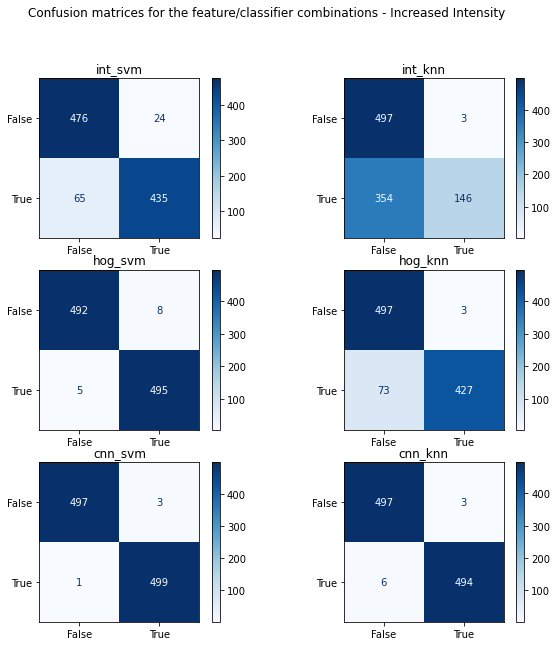 Confusion matrices for the feature/classifier combinations - Increased Intensity
int_svm
False 476 24 400
300
True 65 435 200
100
False True
int_knn
False 497 3 400
300
True 354 146 200
100
False True
hog_svm
False 492 8 400
300
True 5 495 200
100
False True
hog_knn
False 497 3 400
300
True 73 427 200
100
False True
cnn_svm
False 497 3 400
300
True 1 499 200
100
False True
cnn_knn
False 497 3 400
300
True 6 494 200
100
False True